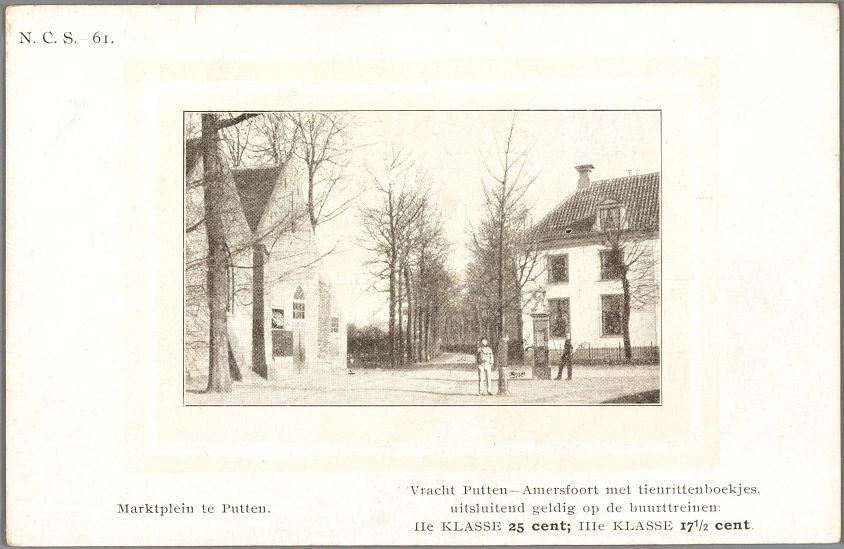 N. C. S. 61.
Marktplein te Putten.
Vracht Putten—Amersfoort met tienrittenboekjes,
uitsluitend geldig op de buurttreinen:
IIe KLASSE 25 cent; IIIe KLASSE 17½ cent.